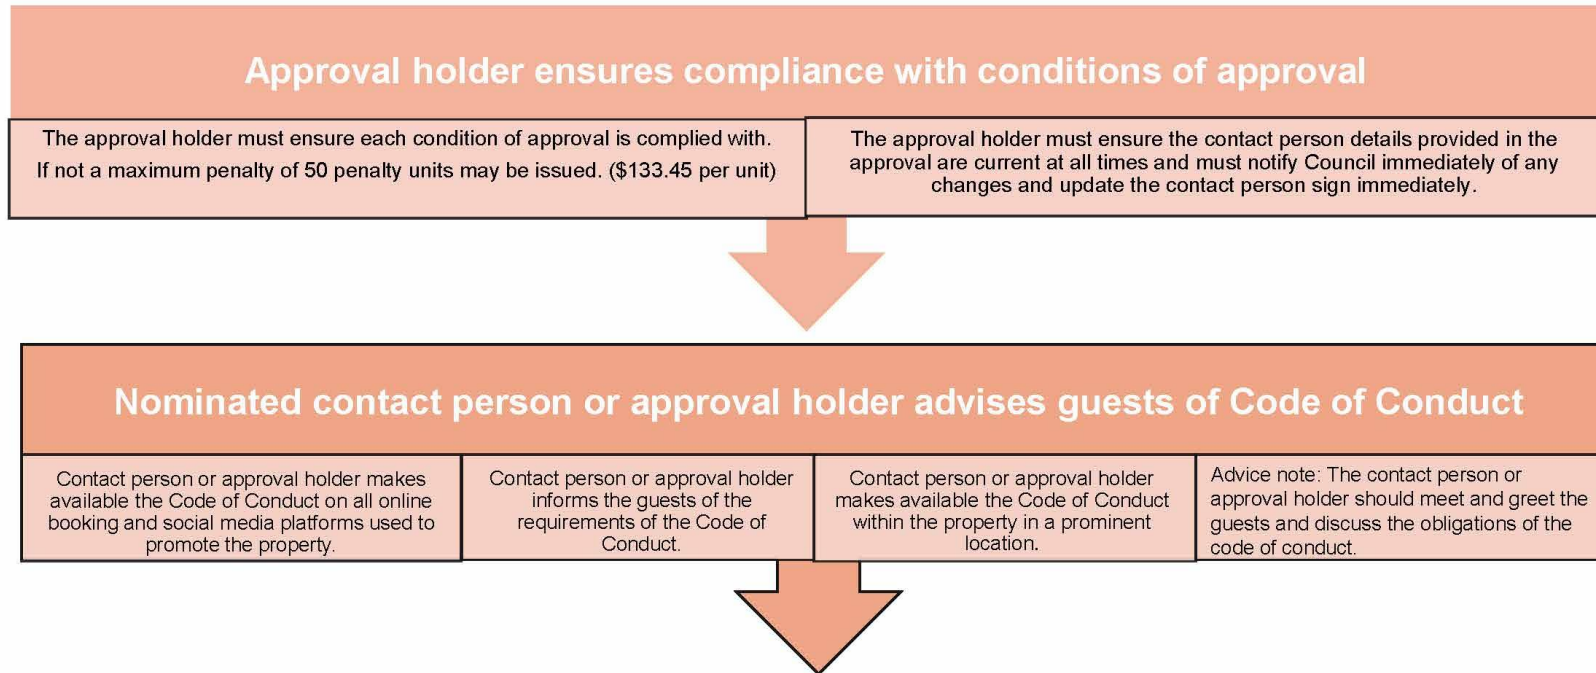 Approval holder ensures compliance with conditions of approval
The approval holder must ensure each condition of approval is complied with.
If not a maximum penalty of 50 penalty units may be issued. ($133.45 per unit)
The approval holder must ensure the contact person details provided in the
approval are current at all times and must notify Council immediately of any
changes and update the contact person sign immediately.
Nominated contact person or approval holder advises guests of Code of Conduct
Contact person or approval holder makes
available the Code of Conduct on all online
booking and social media platforms used to
promote the property.
Contact person or approval holder
informs the guests of the
requirements of the Code of
Conduct.
Contact person or approval holder
makes available the Code of Conduct
within the property in a prominent
location.
Advice note: The contact person or
approval holder should meet and greet the
guests and discuss the obligations of the
code of conduct.